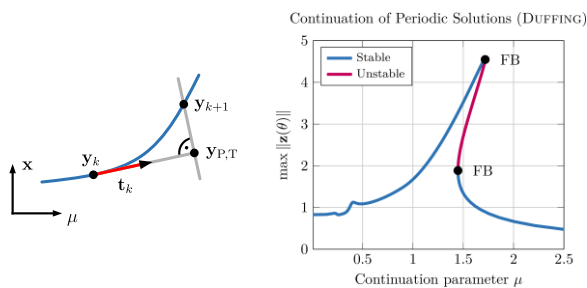 Continuation of Periodic Solutions (DUFFING)
x
μ
y_k
t_k
y_{k+1}
y_{P,T}
max ‖z(θ)‖
5
4
3
2
1
0
Stable
Unstable
FB
FB
0.5
1
1.5
2
2.5
Continuation parameter μ